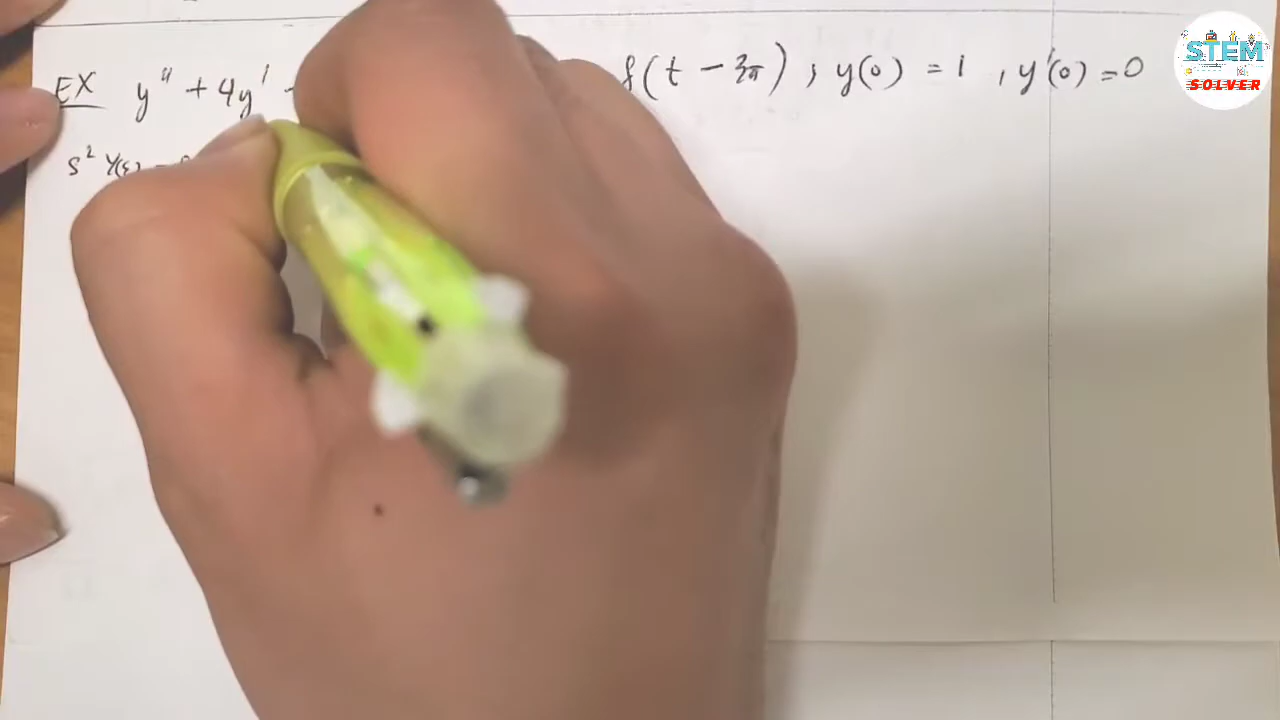 EX y" + 4y' δ(t - 3π) ; y(0) = 1 , y'(0) = 0
s² Y(s) -
STEM
SOLVER